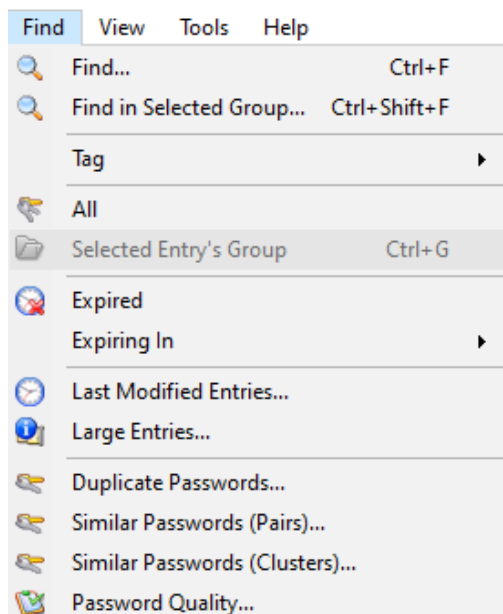 Find View Tools Help
Find... Ctrl+F
Find in Selected Group... Ctrl+Shift+F
Tag
All
Selected Entry's Group Ctrl+G
Expired
Expiring In
Last Modified Entries...
Large Entries...
Duplicate Passwords...
Similar Passwords (Pairs)...
Similar Passwords (Clusters)...
Password Quality...